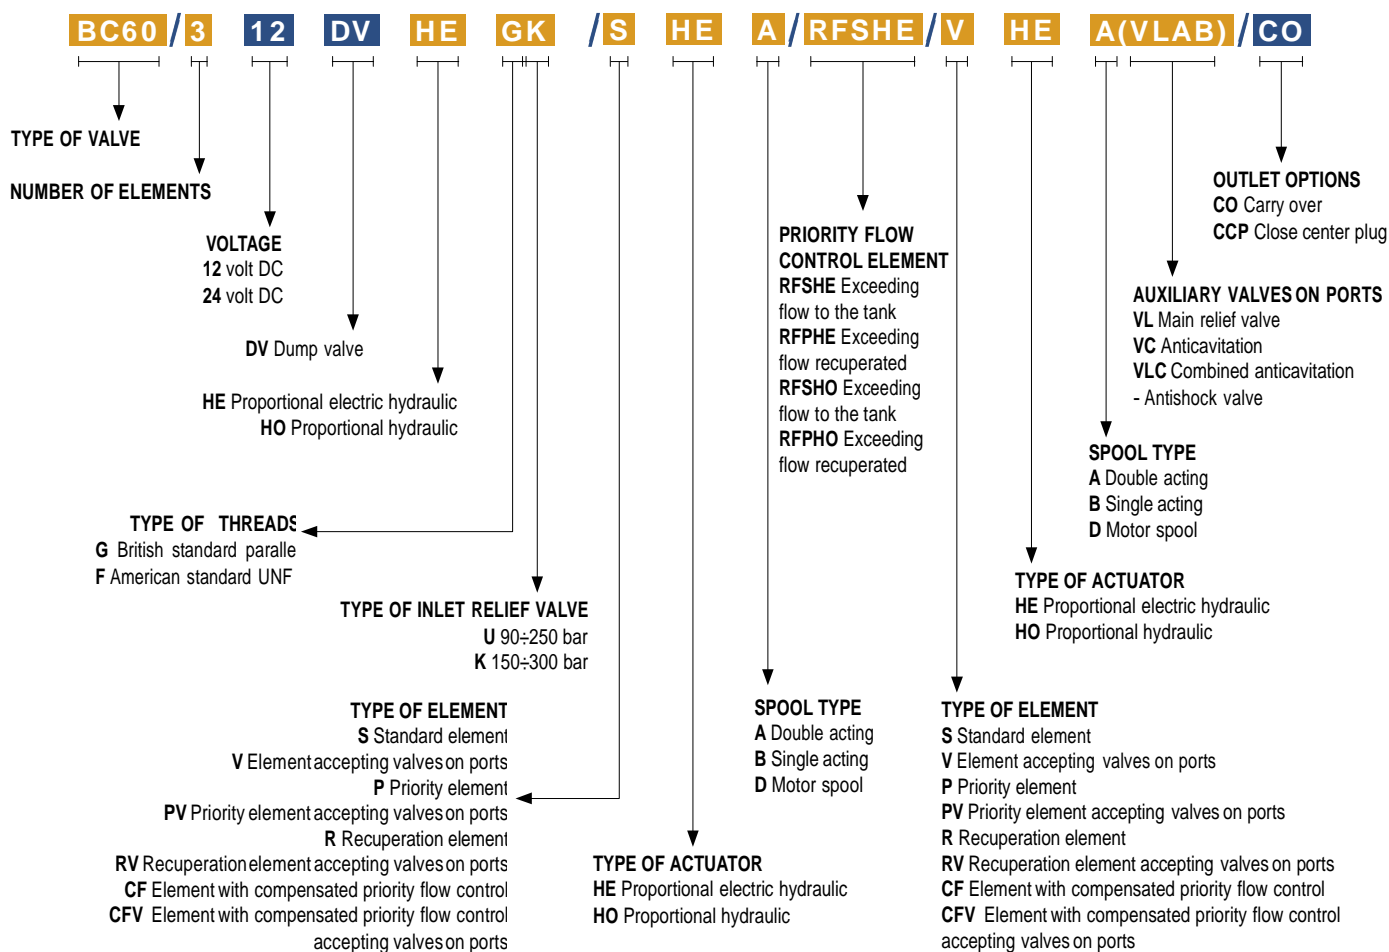 BC60/3 12 DV HE GK /S HE A/RFSHE/V HE A(VLAB)/CO
TYPE OF VALVE
NUMBER OF ELEMENTS
VOLTAGE
12 volt DC
24 volt DC
DV Dump valve
HE Proportional electric hydraulic
HO Proportional hydraulic
TYPE OF THREADS
G British standard paralle
F American standard UNF
TYPE OF INLET RELIEF VALVE
U 90÷250 bar
K 150÷300 bar
TYPE OF ELEMENT
S Standard element
V Element accepting valves on ports
P Priority element
PV Priority element accepting valves on ports
R Recuperation element
RV Recuperation element accepting valves on ports
CF Element with compensated priority flow control
CFV Element with compensated priority flow control
accepting valves on ports
TYPE OF ACTUATOR
HE Proportional electric hydraulic
HO Proportional hydraulic
SPOOL TYPE
A Double acting
B Single acting
D Motor spool
PRIORITY FLOW
CONTROL ELEMENT
RFSHE Exceeding
flow to the tank
RFPHE Exceeding
flow recuperated
RFSHO Exceeding
flow to the tank
RFPHO Exceeding
flow recuperated
TYPE OF ELEMENT
S Standard element
V Element accepting valves on ports
P Priority element
PV Priority element accepting valves on ports
R Recuperation element
RV Recuperation element accepting valves on ports
CF Element with compensated priority flow control
CFV Element with compensated priority flow control
accepting valves on ports
TYPE OF ACTUATOR
HE Proportional electric hydraulic
HO Proportional hydraulic
SPOOL TYPE
A Double acting
B Single acting
D Motor spool
AUXILIARY VALVES ON PORTS
VL Main relief valve
VC Anticavitation
VLC Combined anticavitation
- Antishock valve
OUTLET OPTIONS
CO Carry over
CCP Close center plug